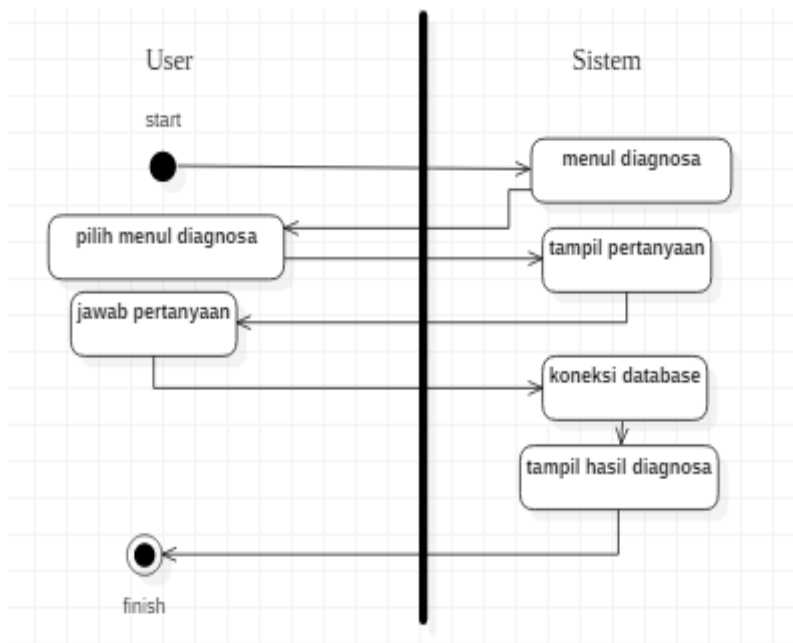 User
Sistem
start
menul diagnosa
pilih menul diagnosa
tampil pertanyaan
jawab pertanyaan
koneksi database
tampil hasil diagnosa
finish